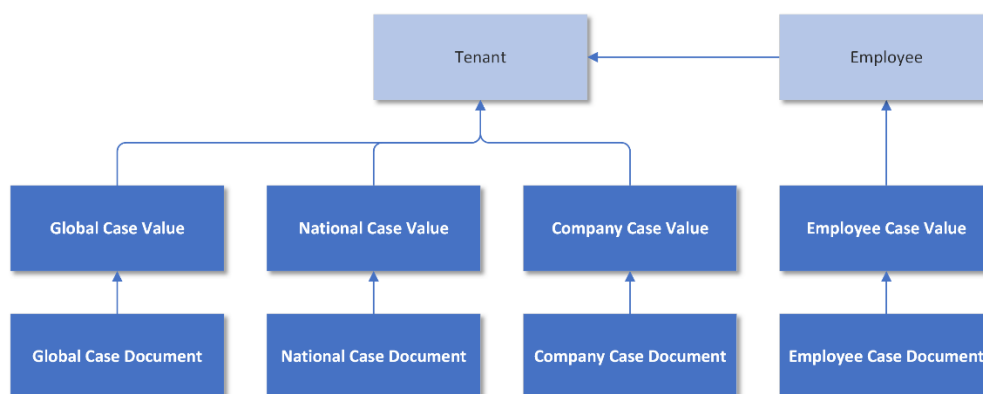 Tenant
Employee
Global Case Value
National Case Value
Company Case Value
Employee Case Value
Global Case Document
National Case Document
Company Case Document
Employee Case Document